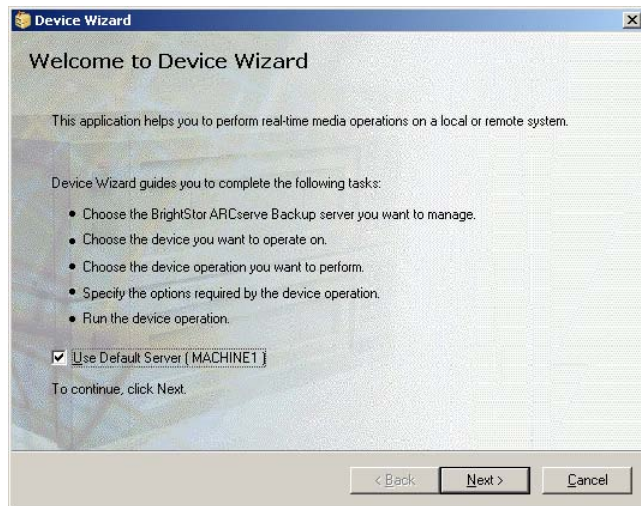 Device Wizard
Welcome to Device Wizard
This application helps you to perform real-time media operations on a local or remote system.
Device Wizard guides you to complete the following tasks:
• Choose the BrightStor ARCserve Backup server you want to manage.
• Choose the device you want to operate on.
• Choose the device operation you want to perform.
• Specify the options required by the device operation.
• Run the device operation.
Use Default Server ( MACHINE1 )
To continue, click Next.
< Back Next > Cancel